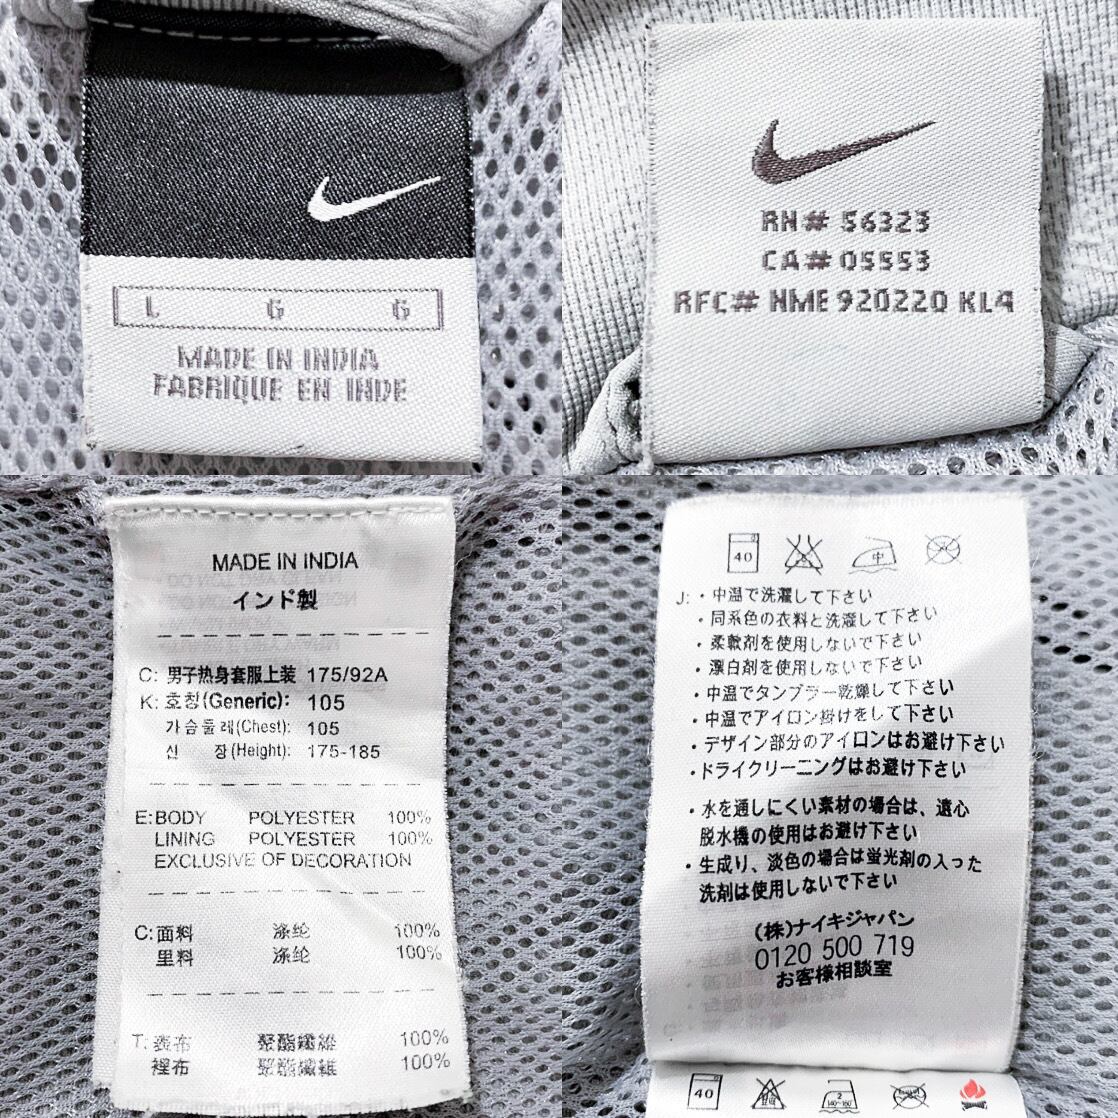 L G G
MADE IN INDIA
FABRIQUE EN INDE
RN# 56323
CA# 05553
RFC# NME 920220 KL9
MADE IN INDIA
インド製
C: 男子热身套服上装 175/92A
K: 호칭(Generic): 105
가슴둘레(Chest): 105
신 장(Height): 175-185
E: BODY POLYESTER 100%
LINING POLYESTER 100%
EXCLUSIVE OF DECORATION
C: 面料 涤纶 100%
里料 涤纶 100%
T: 表布 聚酯纖維 100%
裡布 聚酯纖維 100%
40 中
J: ・中温で洗濯して下さい
・同系色の衣料と洗濯して下さい
・柔軟剤を使用しないで下さい
・漂白剤を使用しないで下さい
・中温でタンブラー乾燥して下さい
・中温でアイロン掛けをして下さい
・デザイン部分のアイロンはお避け下さい
・ドライクリーニングはお避け下さい
・水を通しにくい素材の場合は、遠心
脱水機の使用はお避け下さい
・生成り、淡色の場合は蛍光剤の入った
洗剤は使用しないで下さい
(株)ナイキジャパン
0120 500 719
お客様相談室
40 2